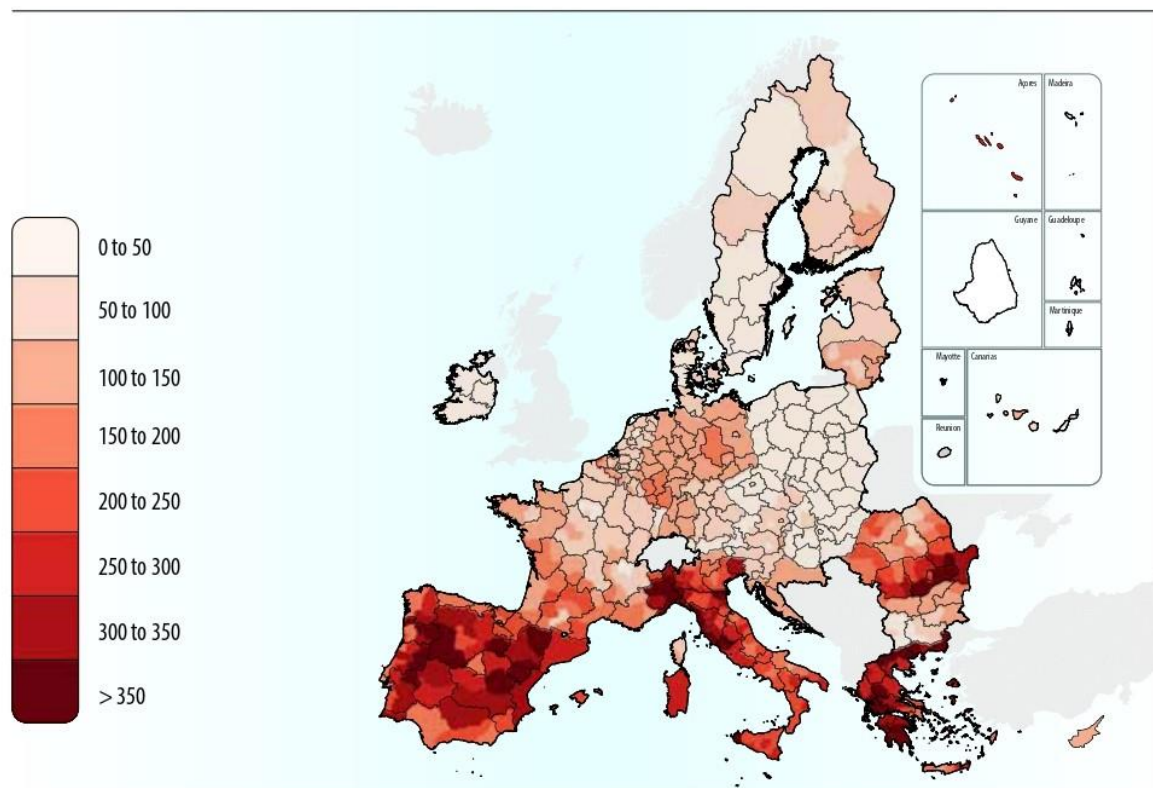 0 to 50
50 to 100
100 to 150
150 to 200
200 to 250
250 to 300
300 to 350
> 350
Açores
Madeira
Guyane
Guadeloupe
Martinique
Mayotte
Canarias
Reunion